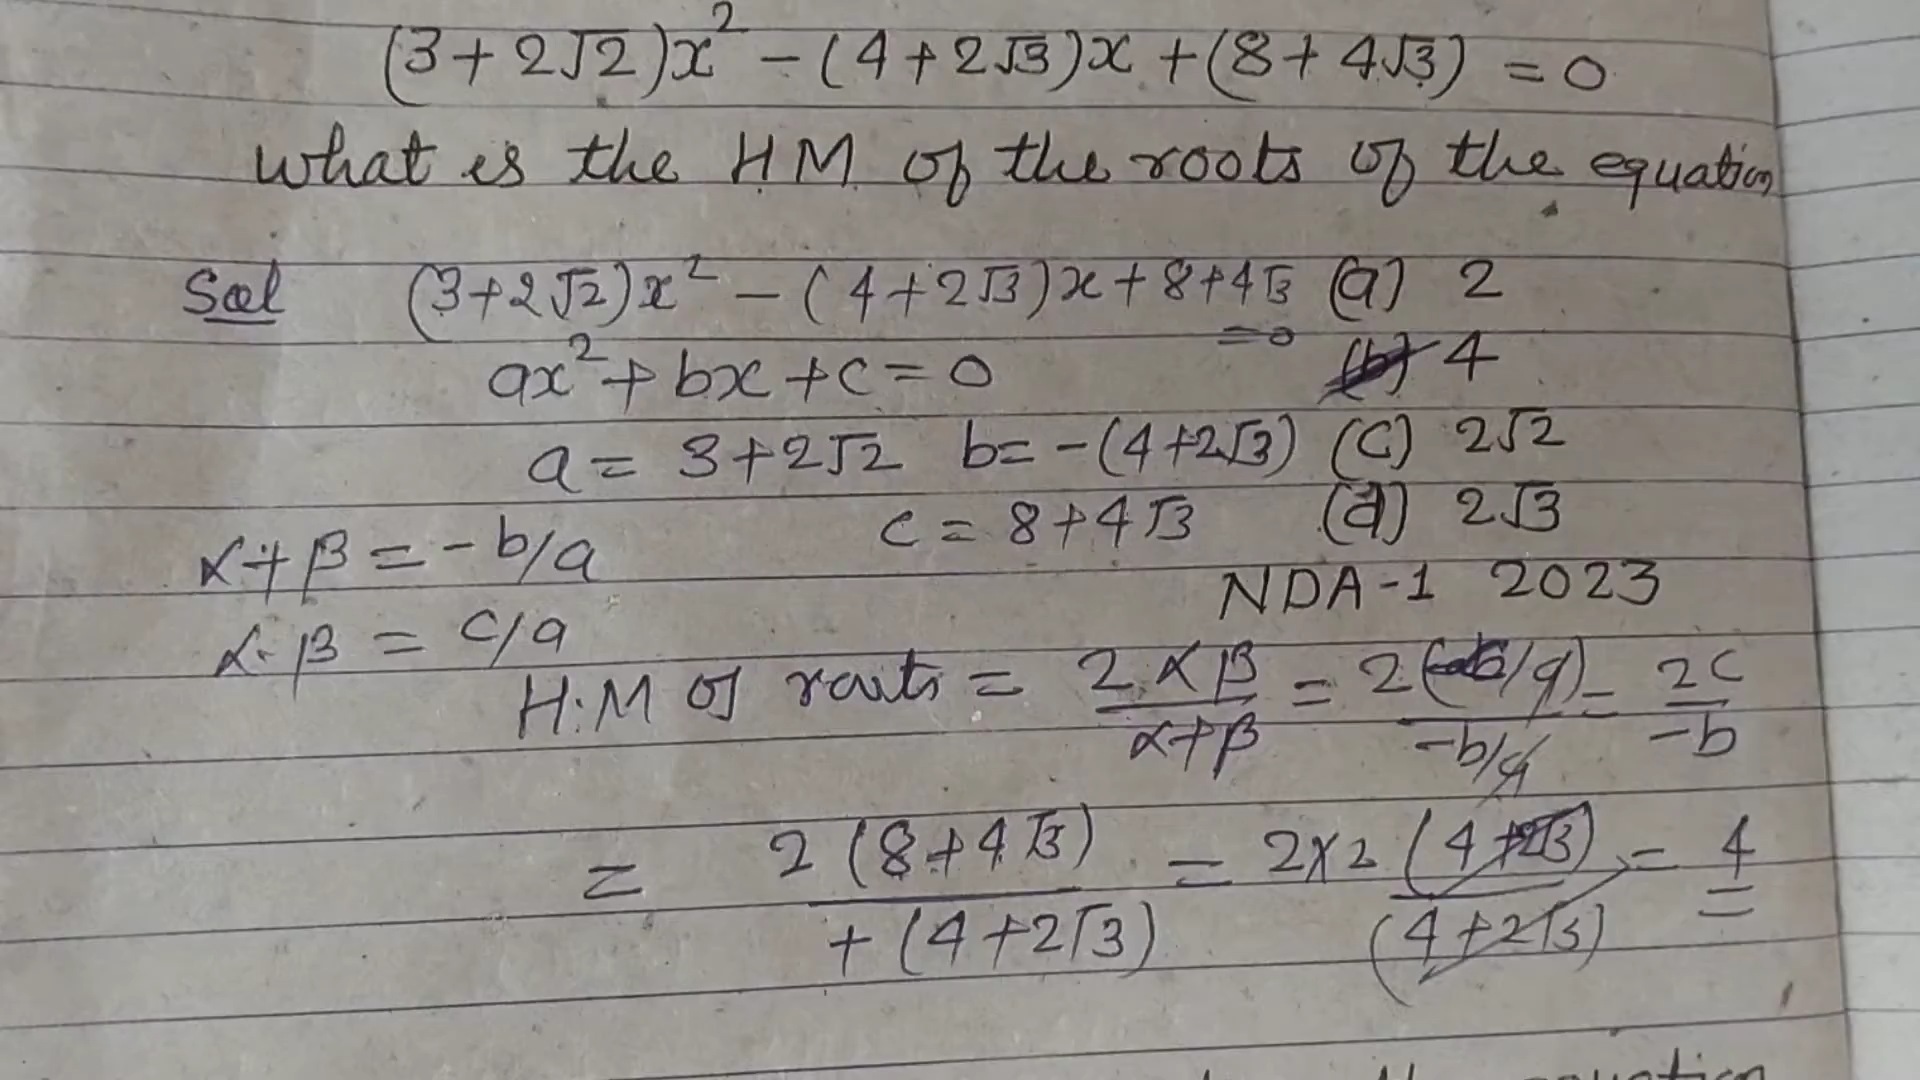 (3+2√2)x² - (4+2√3)x + (8+4√3) = 0
what is the HM of the roots of the equation
Sol (3+2√2)x² - (4+2√3)x + 8+4√3 = 0 (a) 2
ax² + bx + c = 0 (b) 4
a = 3+2√2 b = -(4+2√3) (c) 2√2
c = 8+4√3 (d) 2√3
α+β = -b/a
NDA-1 2023
α.β = c/a
H.M of roots = 2αβ/α+β = 2( /a)/-b/a = 2c/-b
= 2(8+4√3)/+(4+2√3) = 2x2(4+2√3)/(4+2√3) = 4
equation